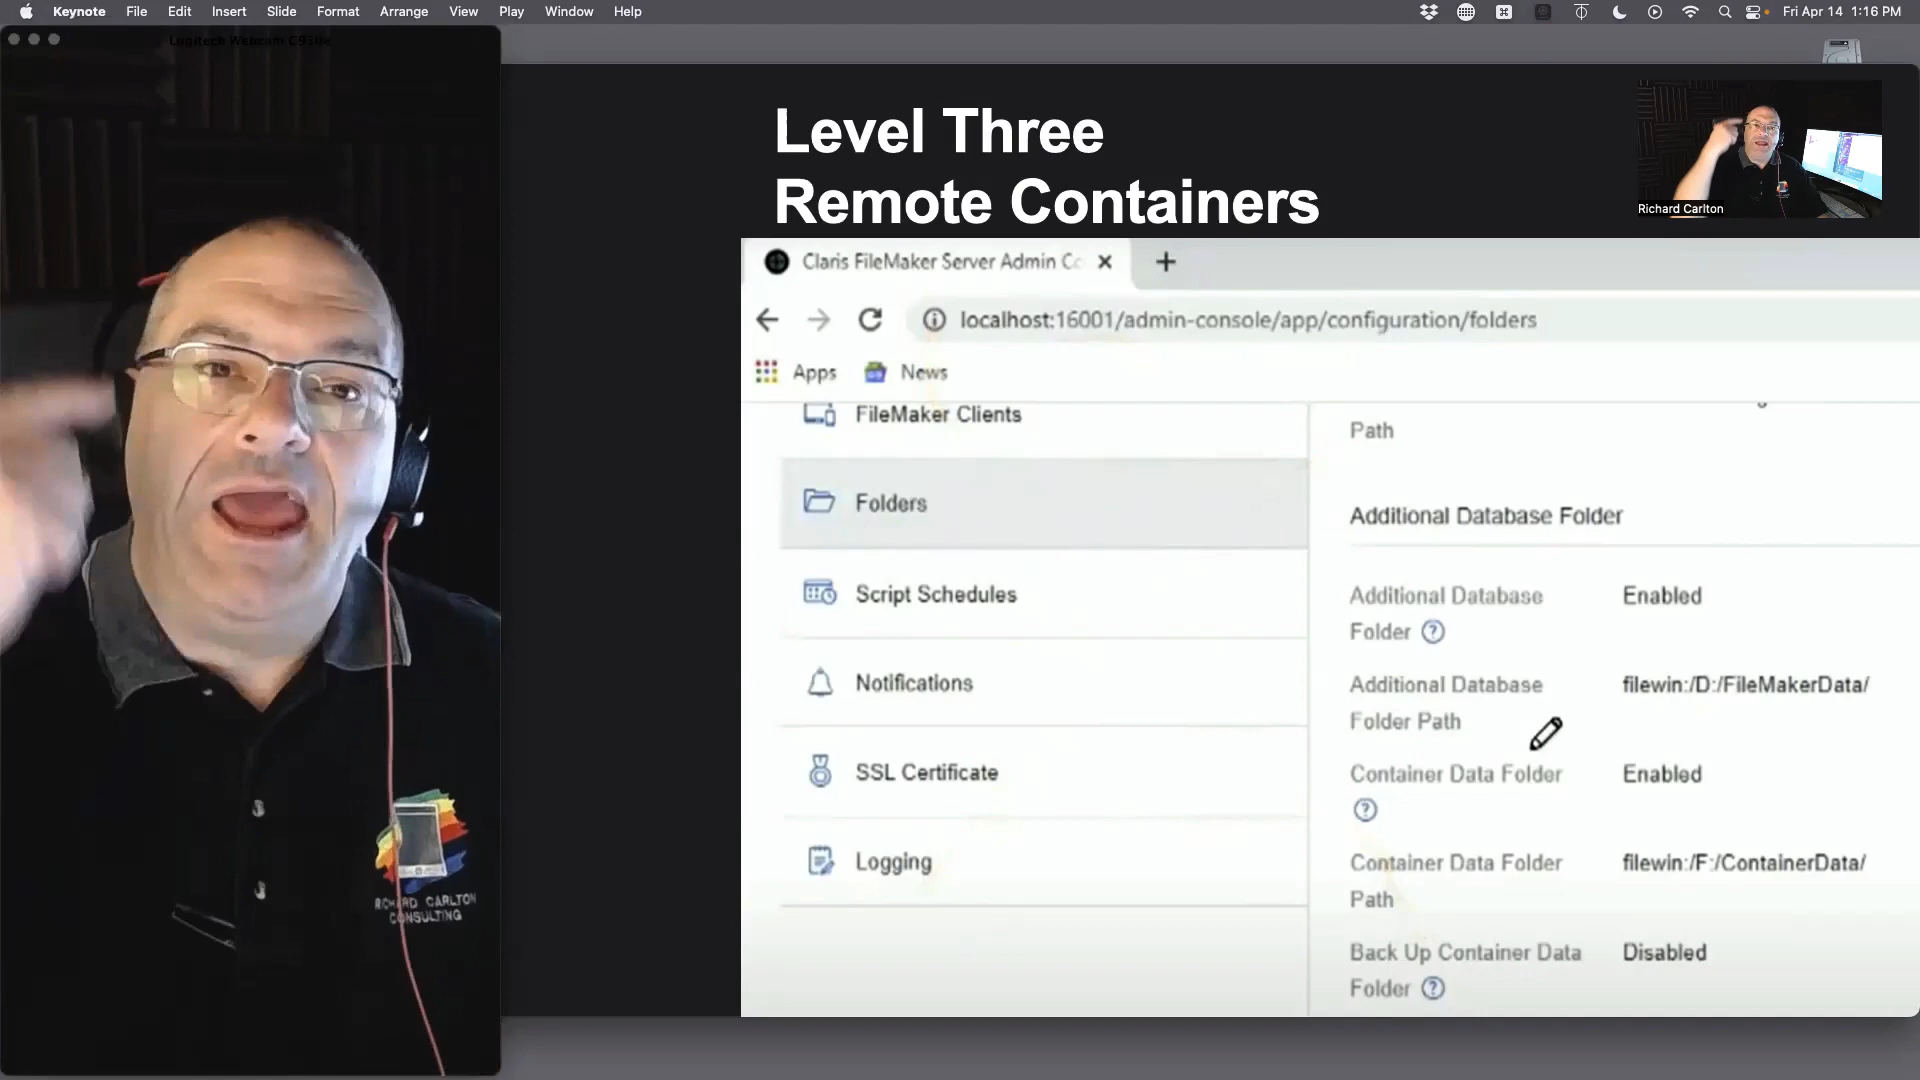 Keynote File Edit Insert Slide Format Arrange View Play Window Help
Fri Apr 14 1:16 PM
Logitech Webcam C930e
Level Three
Remote Containers
Richard Carlton
Claris FileMaker Server Admin Co
localhost:16001/admin-console/app/configuration/folders
Apps News
FileMaker Clients
Folders
Script Schedules
Notifications
SSL Certificate
Logging
Path
Additional Database Folder
Additional Database
Folder ?
Enabled
Additional Database
Folder Path
filewin:/D:/FileMakerData/
Container Data Folder
?
Enabled
Container Data Folder
Path
filewin:/F:/ContainerData/
Back Up Container Data
Folder ?
Disabled
RICHARD CARLTON
CONSULTING